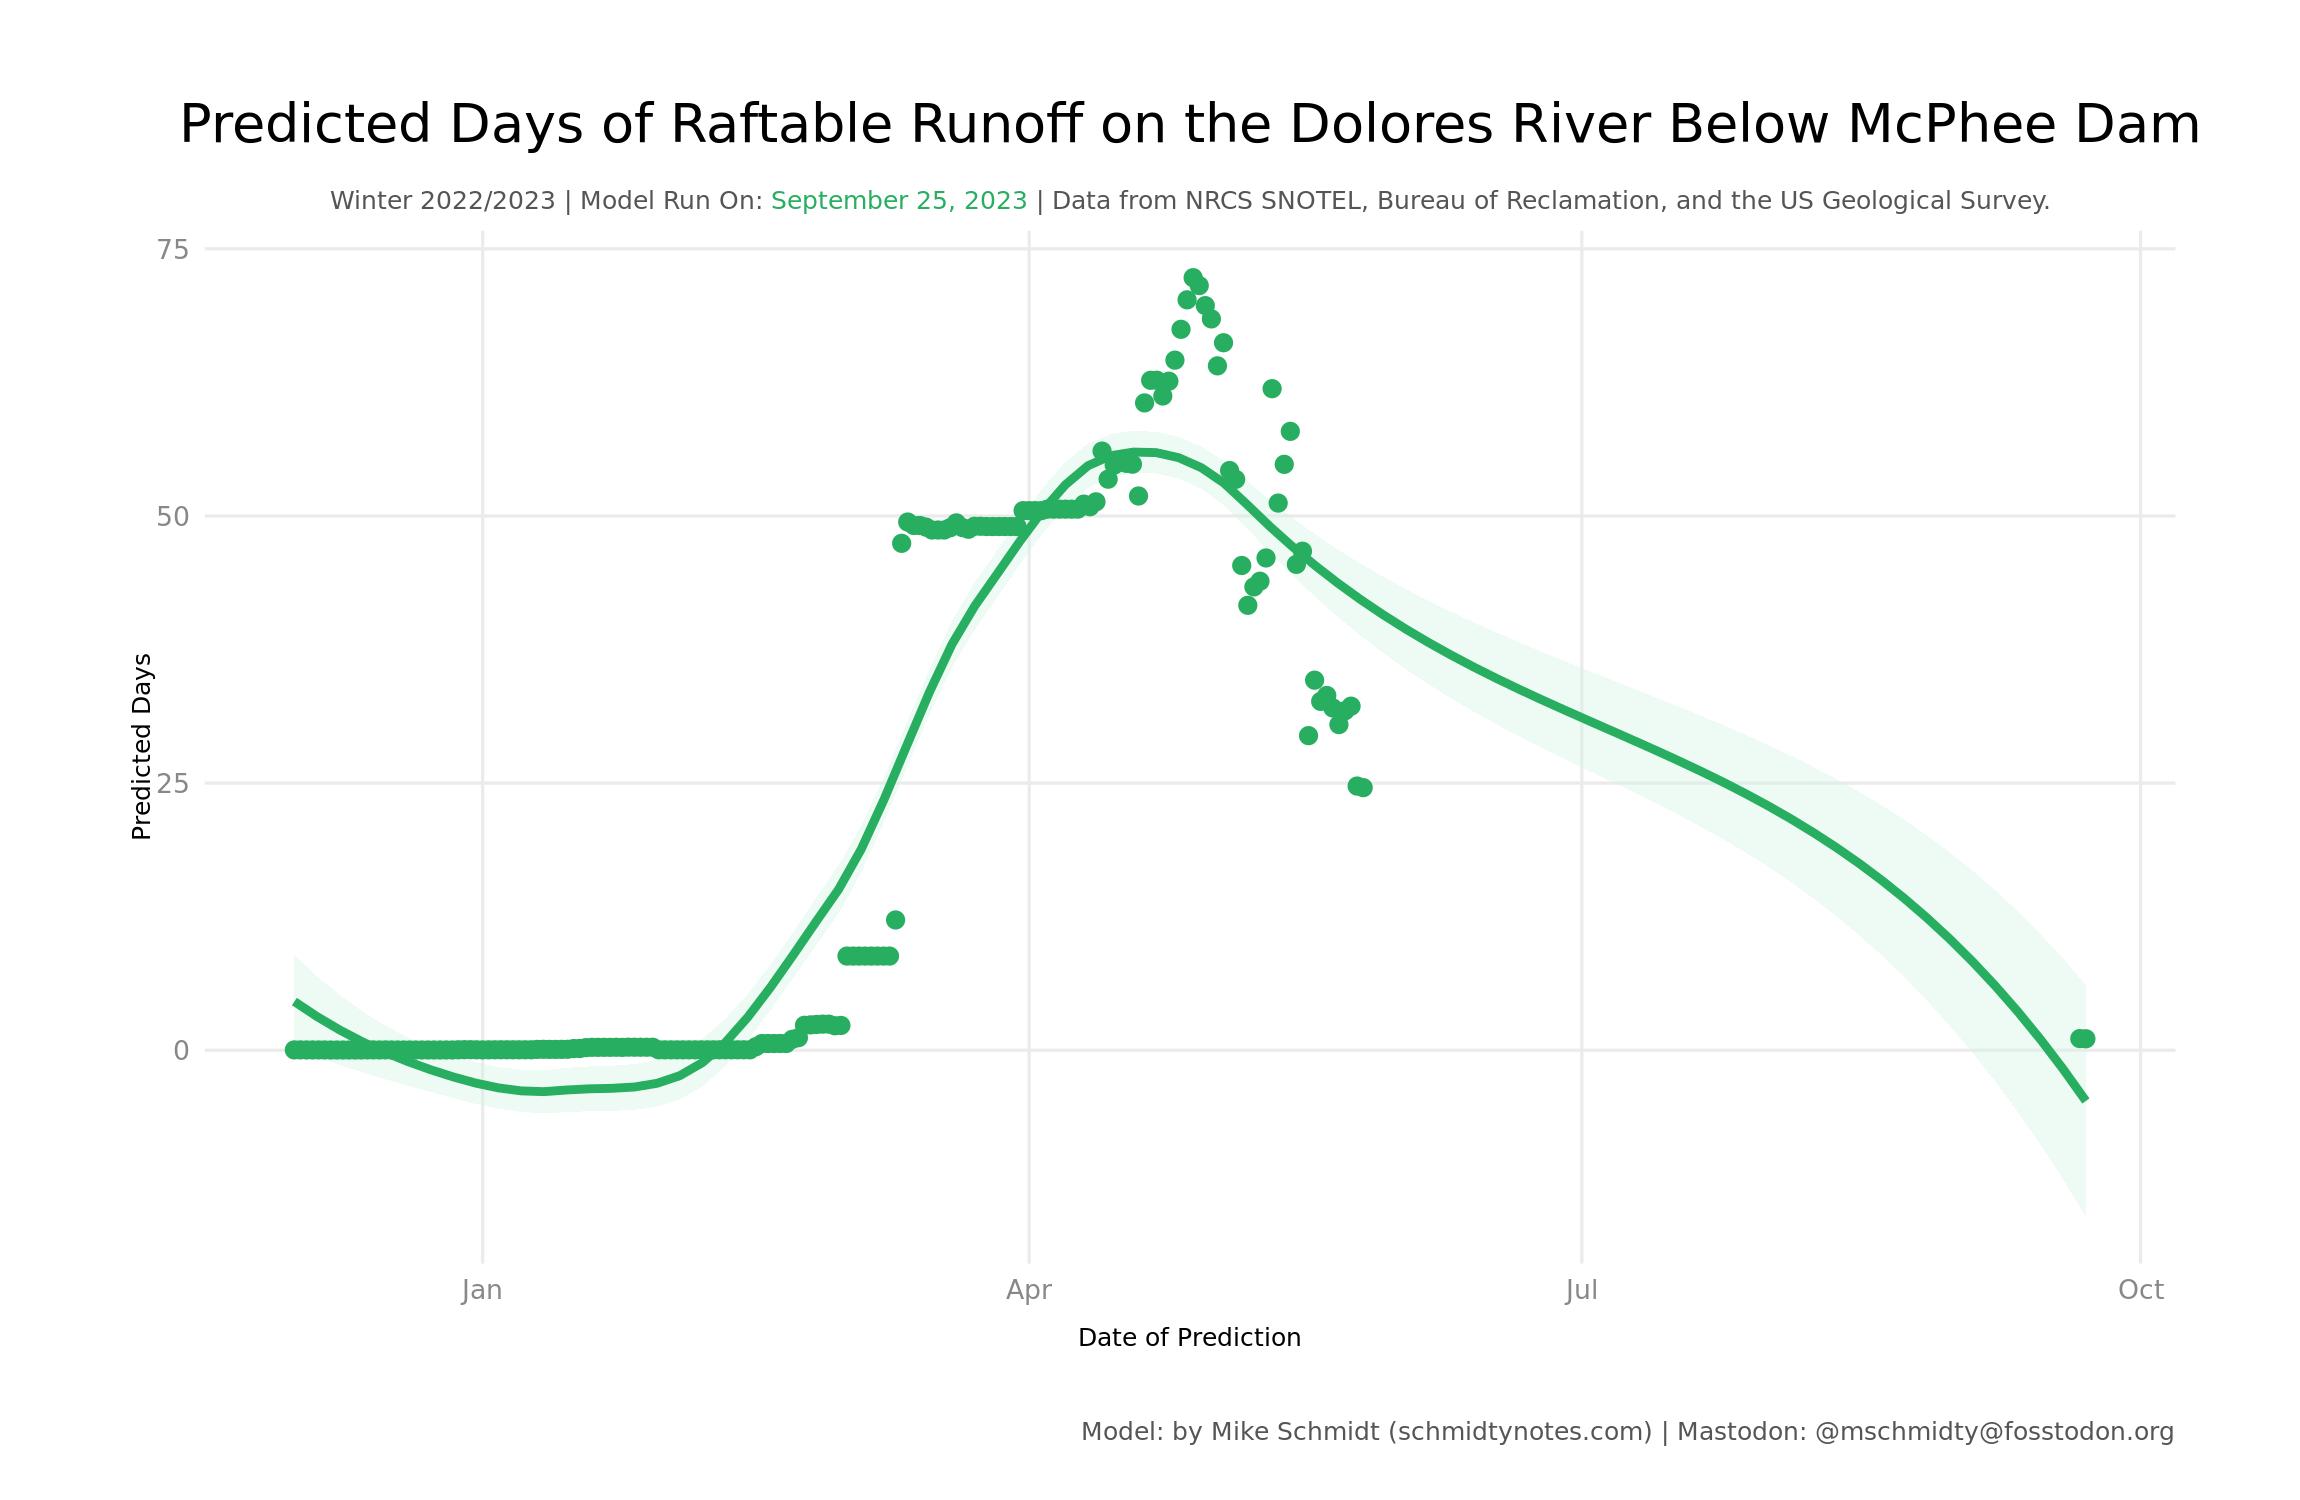 Predicted Days of Raftable Runoff on the Dolores River Below McPhee Dam
Winter 2022/2023 | Model Run On: September 25, 2023 | Data from NRCS SNOTEL, Bureau of Reclamation, and the US Geological Survey.
75
50
25
0
Predicted Days
Jan Apr Jul Oct
Date of Prediction
Model: by Mike Schmidt (schmidtynotes.com) | Mastodon: @mschmidty@fosstodon.org